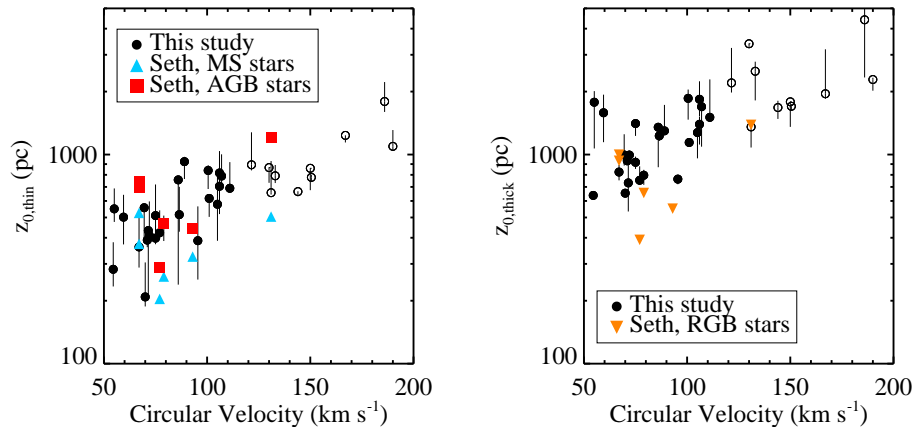 This study
Seth, MS stars
Seth, AGB stars
1000
100
z0,thin (pc)
50 100 150 200
Circular Velocity (km s-1)
1000
100
z0,thick (pc)
This study
Seth, RGB stars
50 100 150 200
Circular Velocity (km s-1)